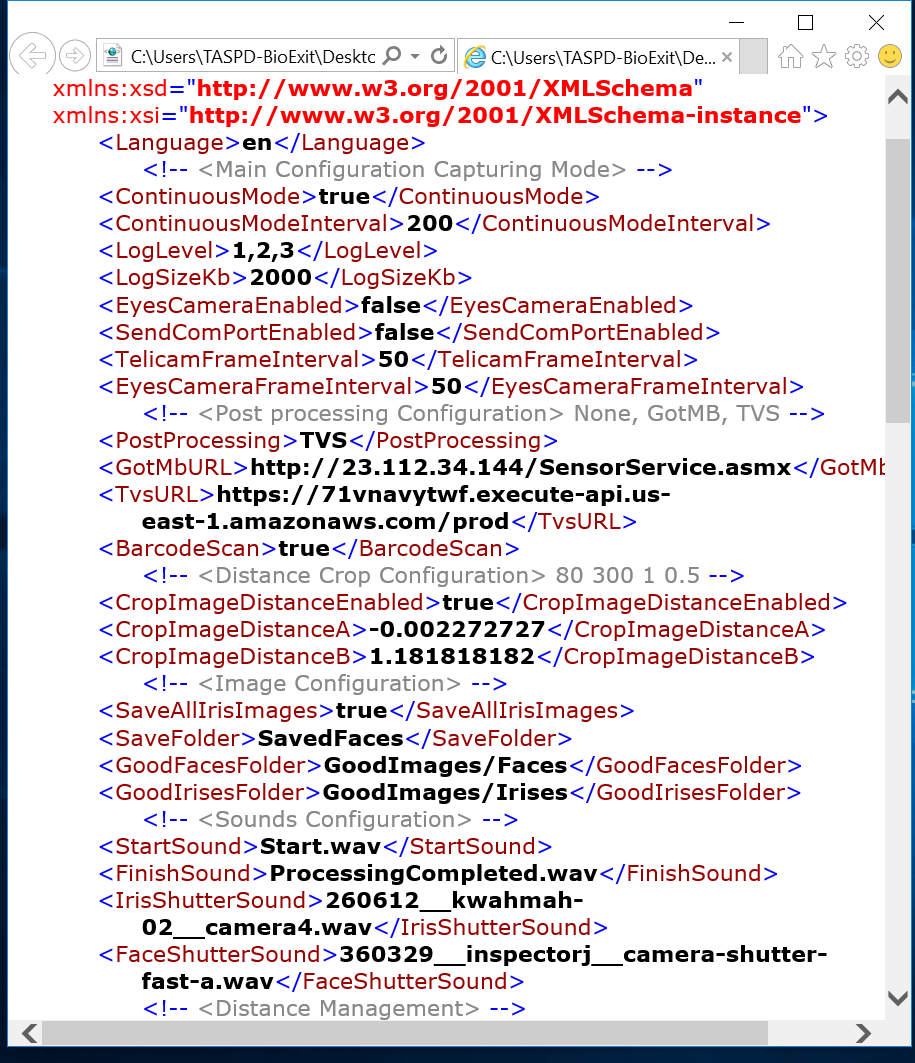 C:\Users\TASPD-BioExit\Desktc
C:\Users\TASPD-BioExit\De...
xmlns:xsd="http://www.w3.org/2001/XMLSchema"
xmlns:xsi="http://www.w3.org/2001/XMLSchema-instance">
<Language>en</Language>
<!-- <Main Configuration Capturing Mode> -->
<ContinuousMode>true</ContinuousMode>
<ContinuousModeInterval>200</ContinuousModeInterval>
<LogLevel>1,2,3</LogLevel>
<LogSizeKb>2000</LogSizeKb>
<EyesCameraEnabled>false</EyesCameraEnabled>
<SendComPortEnabled>false</SendComPortEnabled>
<TelicamFrameInterval>50</TelicamFrameInterval>
<EyesCameraFrameInterval>50</EyesCameraFrameInterval>
<!-- <Post processing Configuration> None, GotMB, TVS -->
<PostProcessing>TVS</PostProcessing>
<GotMbURL>http://23.112.34.144/SensorService.asmx</GotMb
<TvsURL>https://71vnavytwf.execute-api.us-
east-1.amazonaws.com/prod</TvsURL>
<BarcodeScan>true</BarcodeScan>
<!-- <Distance Crop Configuration> 80 300 1 0.5 -->
<CropImageDistanceEnabled>true</CropImageDistanceEnabled>
<CropImageDistanceA>-0.002272727</CropImageDistanceA>
<CropImageDistanceB>1.181818182</CropImageDistanceB>
<!-- <Image Configuration> -->
<SaveAllIrisImages>true</SaveAllIrisImages>
<SaveFolder>SavedFaces</SaveFolder>
<GoodFacesFolder>GoodImages/Faces</GoodFacesFolder>
<GoodIrisesFolder>GoodImages/Irises</GoodIrisesFolder>
<!-- <Sounds Configuration> -->
<StartSound>Start.wav</StartSound>
<FinishSound>ProcessingCompleted.wav</FinishSound>
<IrisShutterSound>260612__kwahmah-
02__camera4.wav</IrisShutterSound>
<FaceShutterSound>360329__inspectorj__camera-shutter-
fast-a.wav</FaceShutterSound>
<!-- <Distance Management> -->